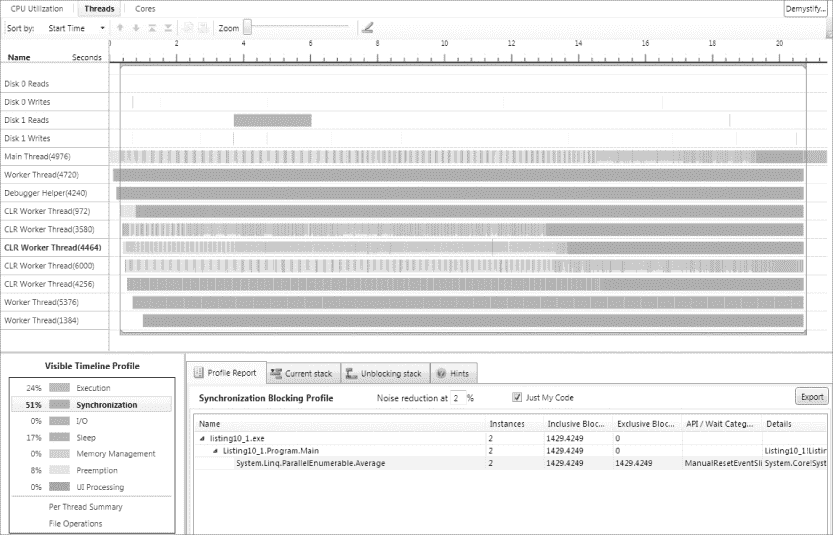 CPU Utilization Threads Cores Demystify...
Sort by: Start Time Zoom
2 4 6 8 10 12 14 16 18 20
Name Seconds
Disk 0 Reads
Disk 0 Writes
Disk 1 Reads
Disk 1 Writes
Main Thread(4976)
Worker Thread(4720)
Debugger Helper(4240)
CLR Worker Thread(972)
CLR Worker Thread(3580)
CLR Worker Thread(4464)
CLR Worker Thread(6000)
CLR Worker Thread(4256)
Worker Thread(5376)
Worker Thread(1384)
Visible Timeline Profile
24% Execution
51% Synchronization
0% I/O
17% Sleep
0% Memory Management
8% Preemption
0% UI Processing
Per Thread Summary
File Operations
Profile Report Current stack Unblocking stack Hints
Synchronization Blocking Profile Noise reduction at 2 % Just My Code Export
Name Instances Inclusive Bloc... Exclusive Bloc... API / Wait Categ... Details
listing10_1.exe 2 1429.4249 0
Listing10_1.Program.Main 2 1429.4249 0 Listing10_1!Listin
System.Linq.ParallelEnumerable.Average 2 1429.4249 1429.4249 ManualResetEventSli System.Core!Syst